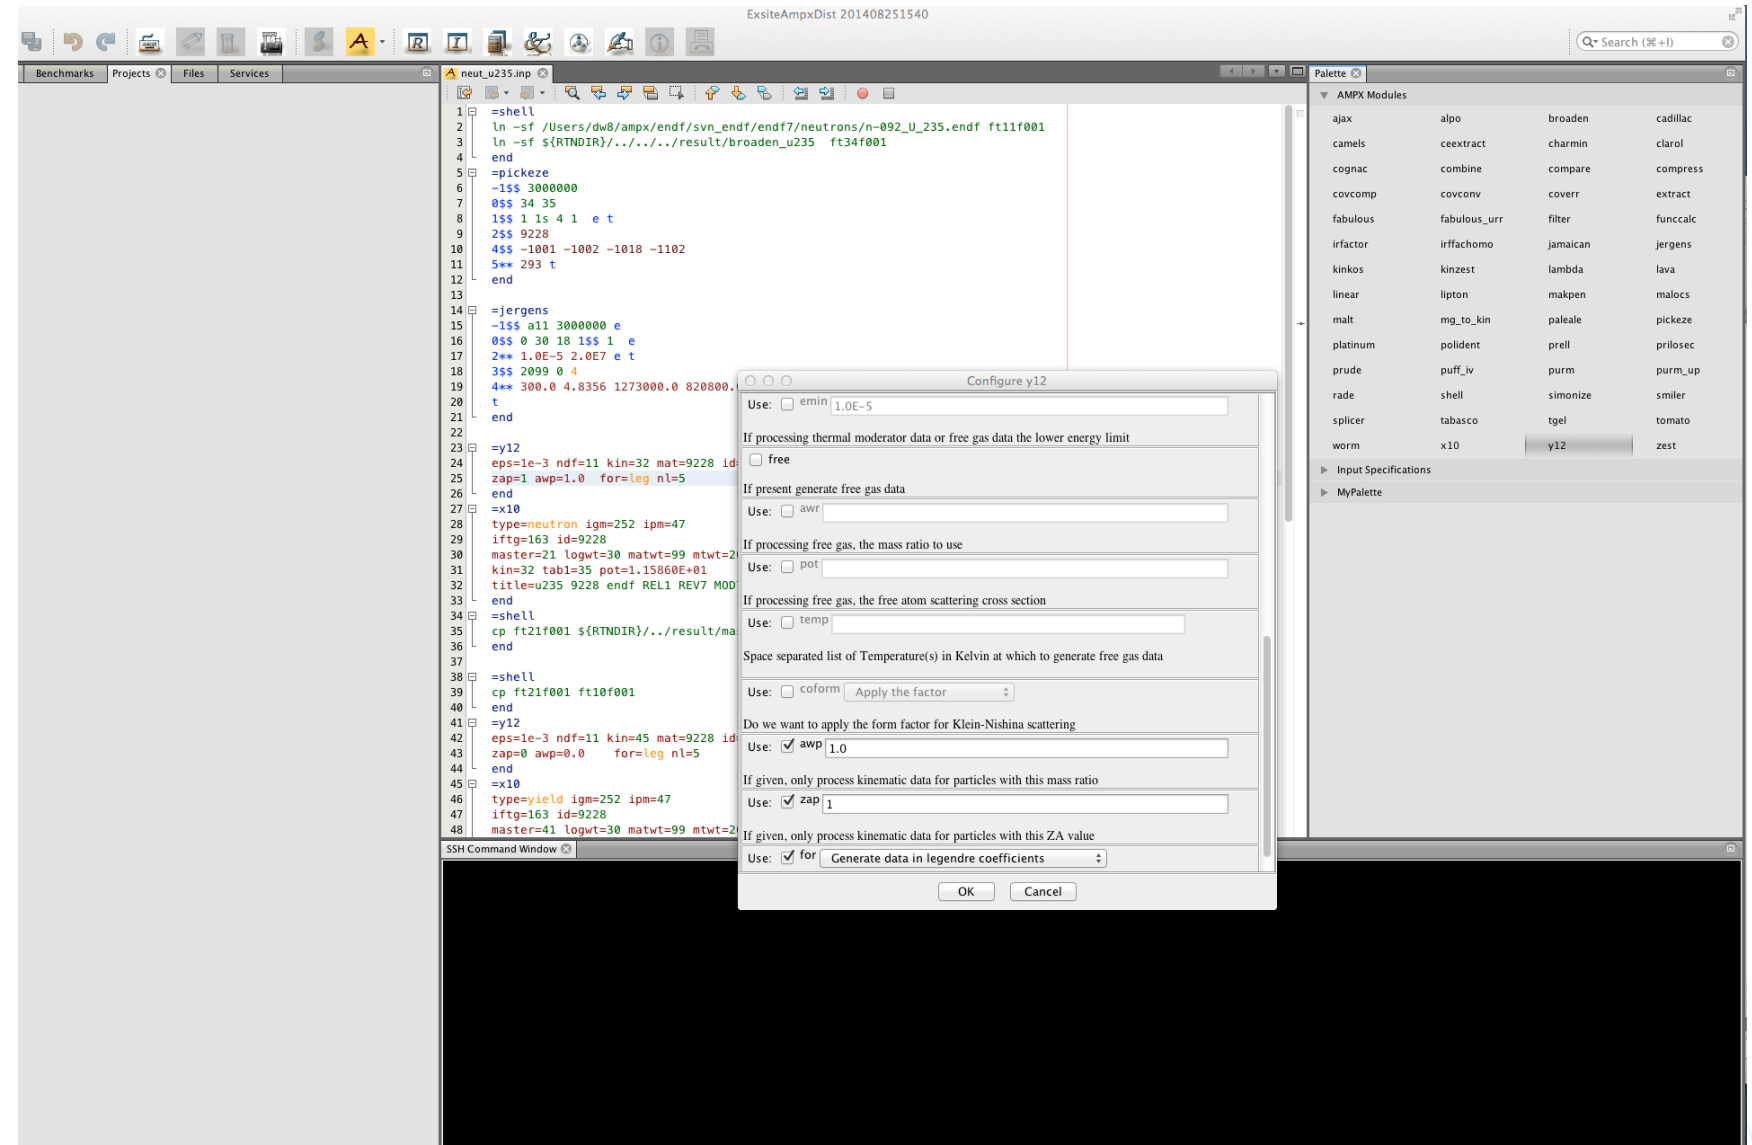 ExsiteAmpxDist 201408251540
A
R
I
Search (⌘+I)
Benchmarks
Projects
Files
Services
neut_u235.inp
1 =shell
2 ln -sf /Users/dw8/ampx/endf/svn_endf/endf7/neutrons/n-092_U_235.endf ft11f001
3 ln -sf ${RTNDIR}/../../../result/broaden_u235  ft34f001
4 end
5 =pickeze
6 -1$$ 3000000
7 0$$ 34 35
8 1$$ 1 1s 4 1  e t
9 2$$ 9228
10 4$$ -1001 -1002 -1018 -1102
11 5** 293 t
12 end
13
14 =jergens
15 -1$$ a11 3000000 e
16 0$$ 0 30 18 1$$ 1  e
17 2** 1.0E-5 2.0E7 e t
18 3$$ 2099 0 4
19 4** 300.0 4.8356 1273000.0 820800.
20 t
21 end
22
23 =y12
24 eps=1e-3 ndf=11 kin=32 mat=9228 id=
25 zap=1 awp=1.0  for=leg nl=5
26 end
27 =x10
28 type=neutron igm=252 ipm=47
29 iftg=163 id=9228
30 master=21 logwt=30 matwt=99 mtwt=2
31 kin=32 tab1=35 pot=1.15860E+01
32 title=u235 9228 endf REL1 REV7 MOD
33 end
34 =shell
35 cp ft21f001 ${RTNDIR}/../result/ma
36 end
37
38 =shell
39 cp ft21f001 ft10f001
40 end
41 =y12
42 eps=1e-3 ndf=11 kin=45 mat=9228 id=
43 zap=0 awp=0.0    for=leg nl=5
44 end
45 =x10
46 type=yield igm=252 ipm=47
47 iftg=163 id=9228
48 master=41 logwt=30 matwt=99 mtwt=2
Configure y12
Use: emin 1.0E-5
If processing thermal moderator data or free gas data the lower energy limit
free
If present generate free gas data
Use: awr
If processing free gas, the mass ratio to use
Use: pot
If processing free gas, the free atom scattering cross section
Use: temp
Space separated list of Temperature(s) in Kelvin at which to generate free gas data
Use: coform Apply the factor
Do we want to apply the form factor for Klein-Nishina scattering
Use: awp 1.0
If given, only process kinematic data for particles with this mass ratio
Use: zap 1
If given, only process kinematic data for particles with this ZA value
Use: for Generate data in legendre coefficients
OK
Cancel
SSH Command Window
Palette
AMPX Modules
ajax alpo broaden cadillac
camels ceextract charmin clarol
cognac combine compare compress
covcomp covconv coverr extract
fabulous fabulous_urr filter funccalc
irfactor irffachomo jamaican jergens
kinkos kinzest lambda lava
linear lipton makpen malocs
malt mg_to_kin paleale pickeze
platinum polident prell prilosec
prude puff_iv purm purm_up
rade shell simonize smiler
splicer tabasco tgel tomato
worm x10 y12 zest
Input Specifications
MyPalette